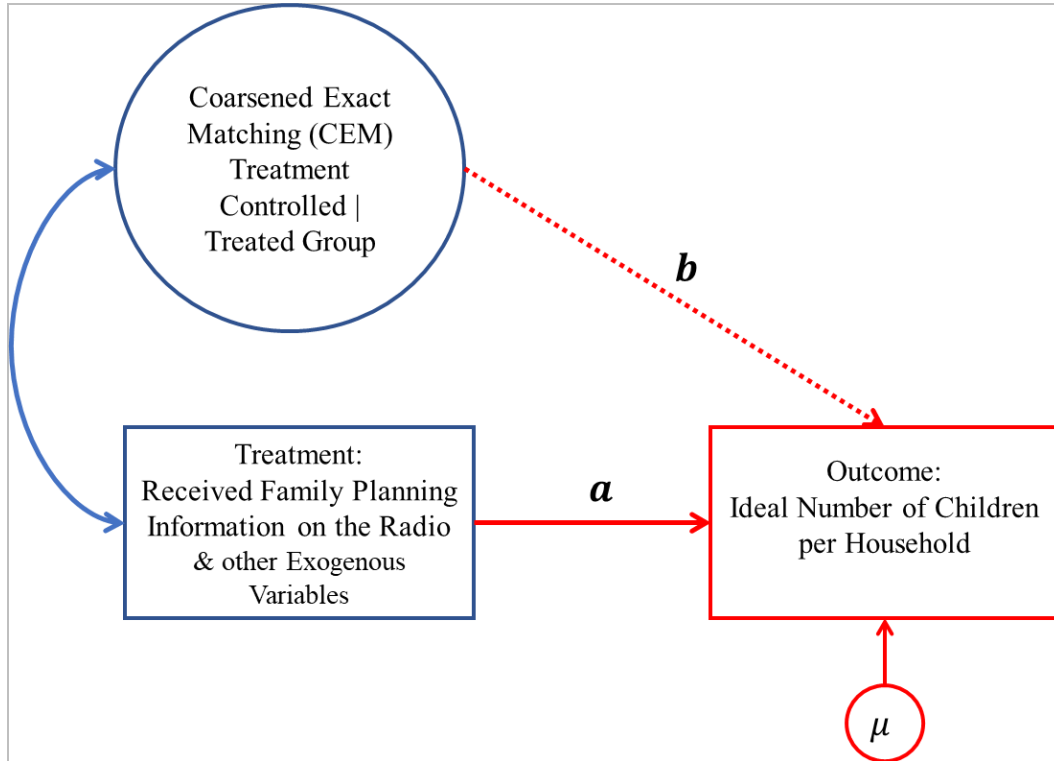 Coarsened Exact
Matching (CEM)
Treatment
Controlled |
Treated Group
b
Treatment:
Received Family Planning
Information on the Radio
& other Exogenous
Variables
a
Outcome:
Ideal Number of Children
per Household
μ